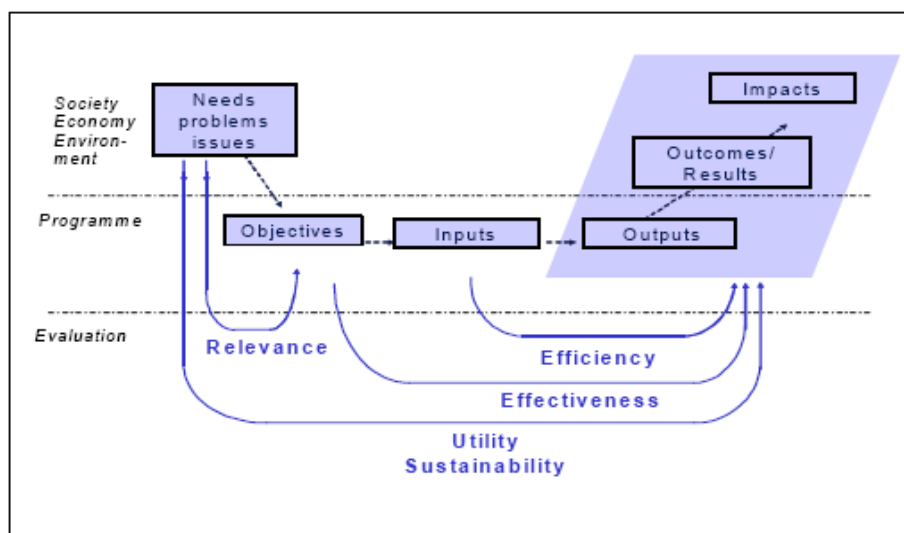 Society
Economy
Environ-
ment
Needs
problems
issues
Impacts
Outcomes/
Results
Programme
Objectives
Inputs
Outputs
Evaluation
Relevance
Efficiency
Effectiveness
Utility
Sustainability